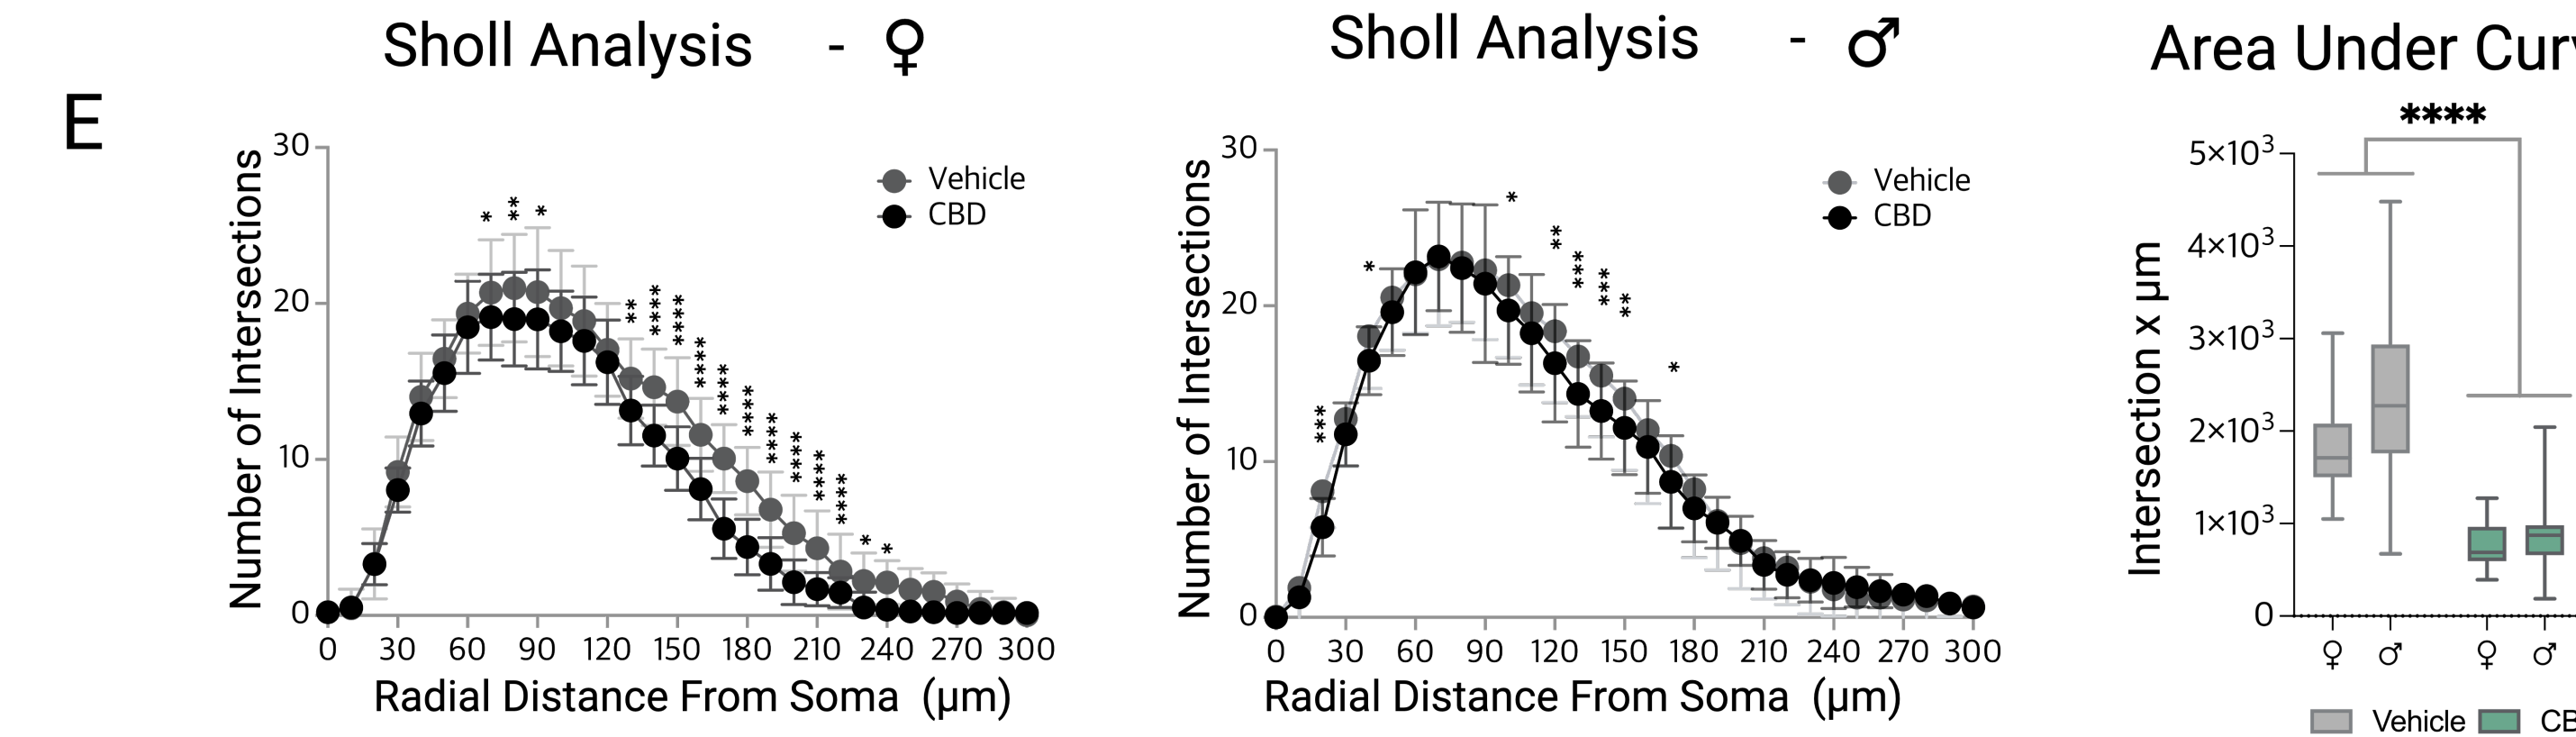 E
Sholl Analysis - ♀
30
20
10
0
Number of Intersections
Vehicle
CBD
*
**
*
**
****
****
****
****
****
****
****
****
****
*
*
0 30 60 90 120 150 180 210 240 270 300
Radial Distance From Soma (µm)
Sholl Analysis - ♂
30
20
10
0
Number of Intersections
Vehicle
CBD
***
*
*
**
***
***
**
*
0 30 60 90 120 150 180 210 240 270 300
Radial Distance From Soma (µm)
Area Under Cur
****
5×10³
4×10³
3×10³
2×10³
1×10³
0
Intersection x µm
♀ ♂ ♀ ♂
Vehicle CB